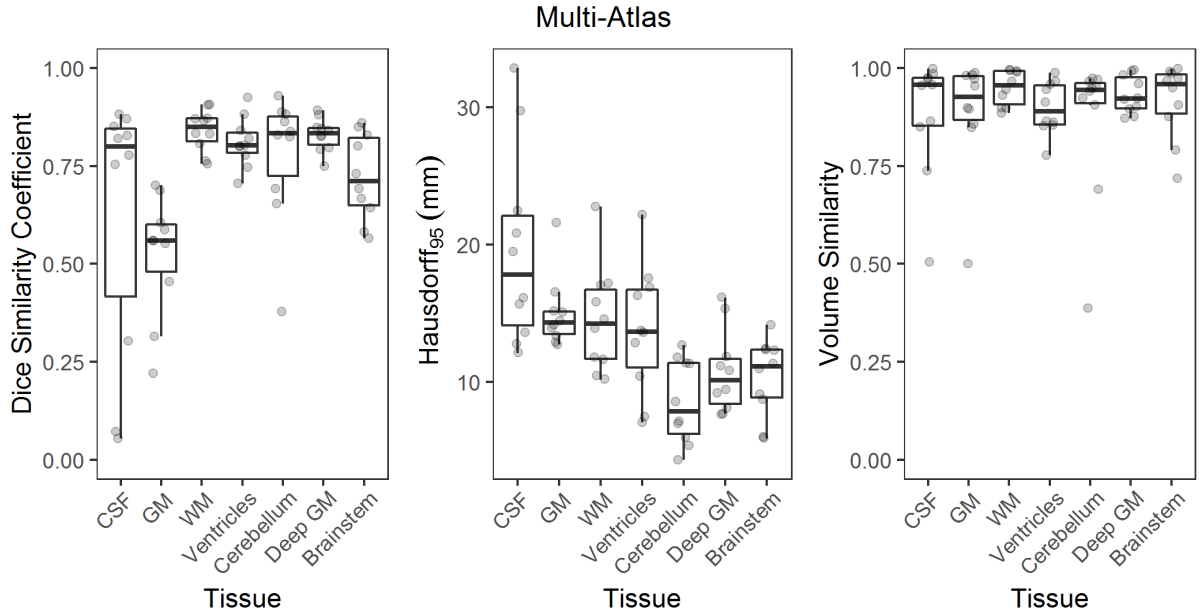 Multi-Atlas
Dice Similarity Coefficient
1.00
0.75
0.50
0.25
0.00
CSF
GM
WM
Ventricles
Cerebellum
Deep GM
Brainstem
Tissue
Hausdorff95 (mm)
30
20
10
CSF
GM
WM
Ventricles
Cerebellum
Deep GM
Brainstem
Tissue
Volume Similarity
1.00
0.75
0.50
0.25
0.00
CSF
GM
WM
Ventricles
Cerebellum
Deep GM
Brainstem
Tissue